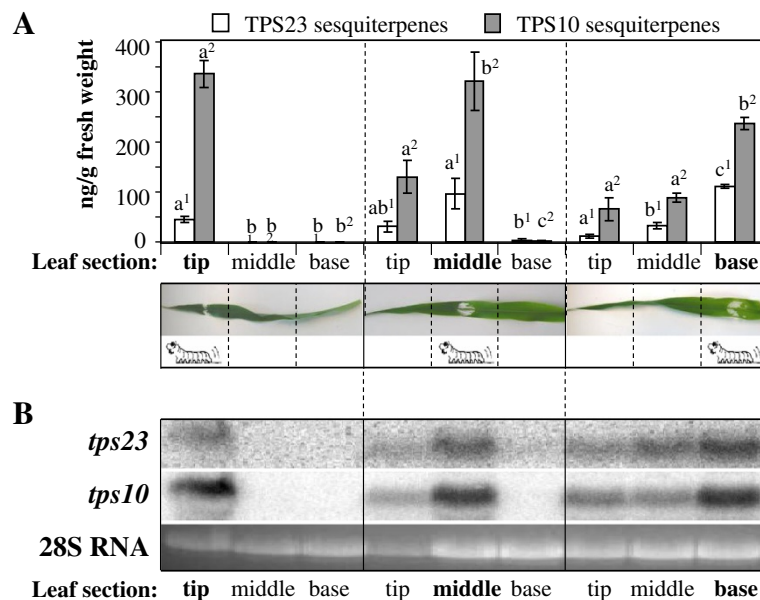 A
TPS23 sesquiterpenes TPS10 sesquiterpenes
ng/g fresh weight
400
300
200
100
0
a¹ a² b b² b b² ab¹ a² a¹ b² b¹ c² a¹ a² b¹ a² c¹ b²
Leaf section: tip middle base tip middle base tip middle base
B
tps23
tps10
28S RNA
Leaf section: tip middle base tip middle base tip middle base